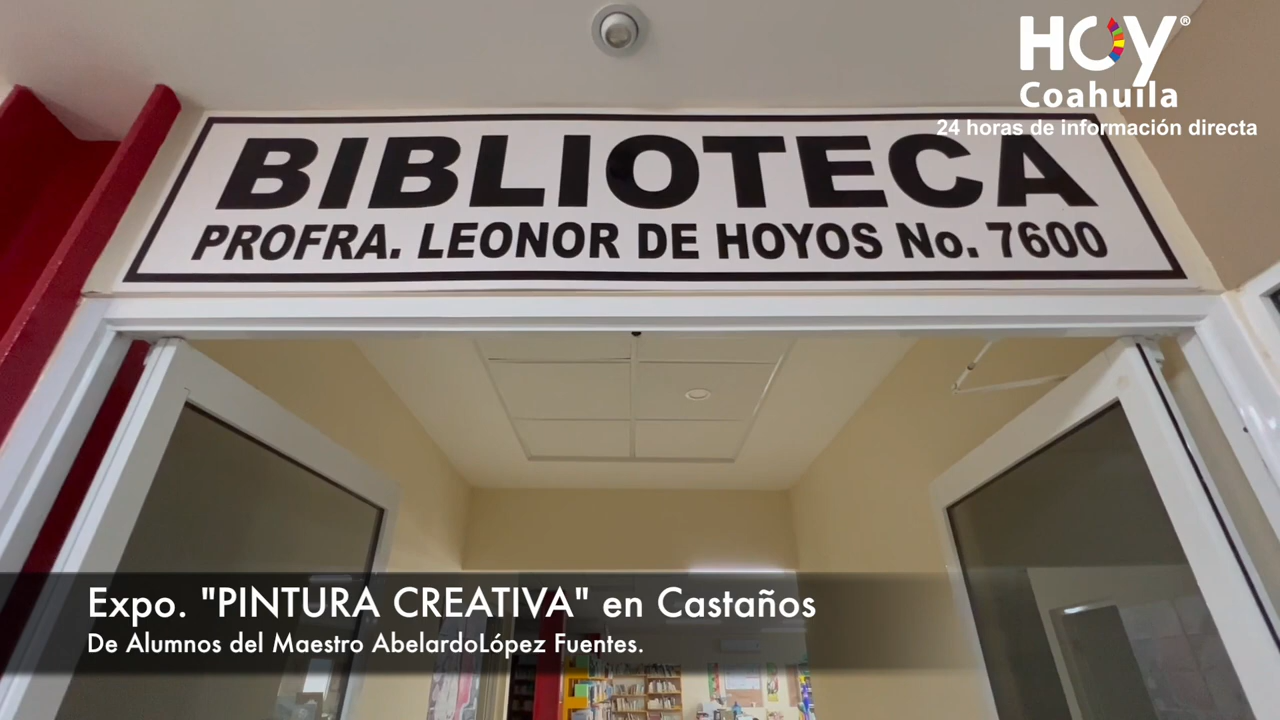 HOY®
Coahuila
24 horas de información directa
BIBLIOTECA
PROFRA. LEONOR DE HOYOS No. 7600
Expo. "PINTURA CREATIVA" en Castaños
De Alumnos del Maestro AbelardoLópez Fuentes.